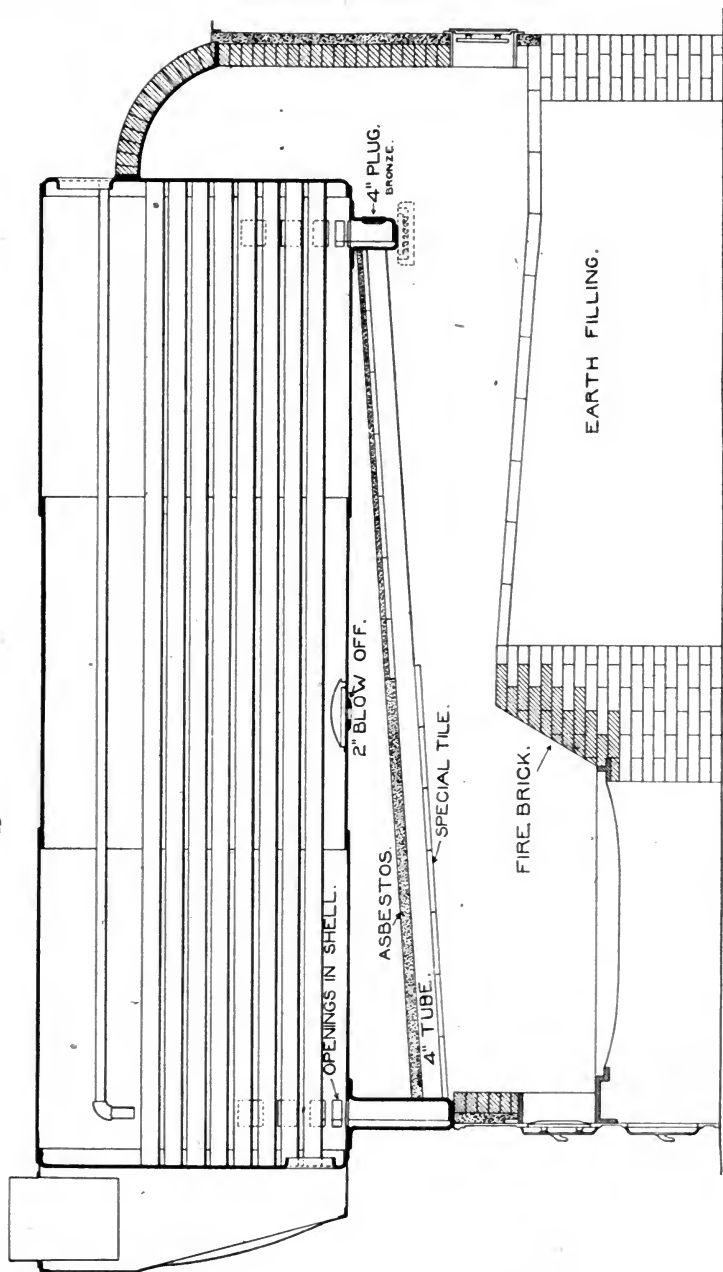 4" PLUG.
BRONZE.
EARTH FILLING.
2" BLOW OFF.
SPECIAL TILE.
FIRE BRICK.
ASBESTOS.
OPENINGS IN SHELL.
4" TUBE.